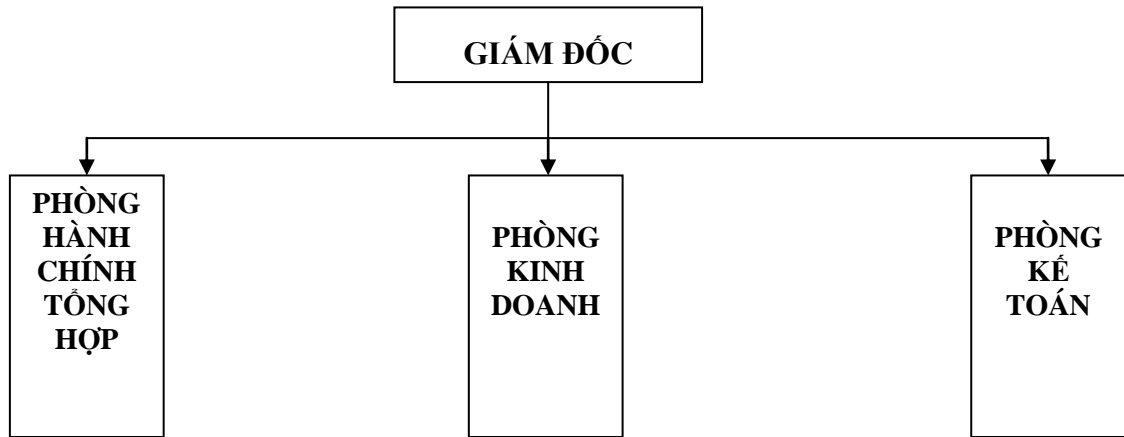 GIÁM ĐỐC
PHÒNG
HÀNH
CHÍNH
TỔNG
HỢP
PHÒNG
KINH
DOANH
PHÒNG
KẾ
TOÁN